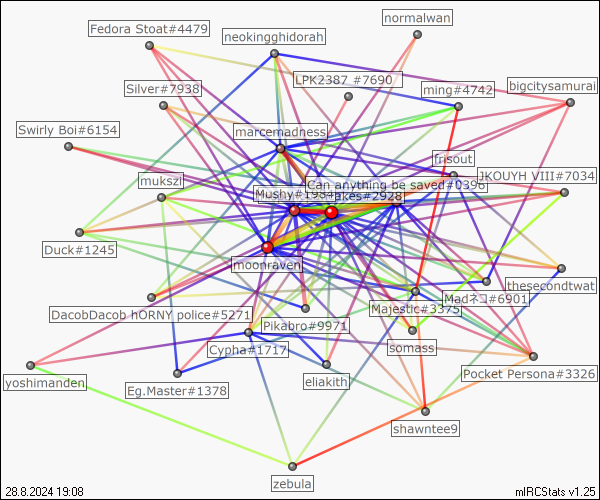 normalwan
Fedora Stoat#4479
neokingghidorah
LPK2387 #7690
Silver#7938
ming#4742
bigcitysamurai
Swirly Boi#6154
marcemadness
frisout
JKOUYH VIII#7034
mukszi
Can anything be saved#0396
Mushy#1984
akes#2928
Duck#1245
moonraven
thesecondtwat
Madネコ#6901
DacobDacob hORNY police#5271
Majestic#3375
Pikabro#9971
somass
Cypha#1717
Pocket Persona#3326
yoshimanden
Eg.Master#1378
eliakith
shawntee9
zebula
28.8.2024 19:08
mIRCStats v1.25